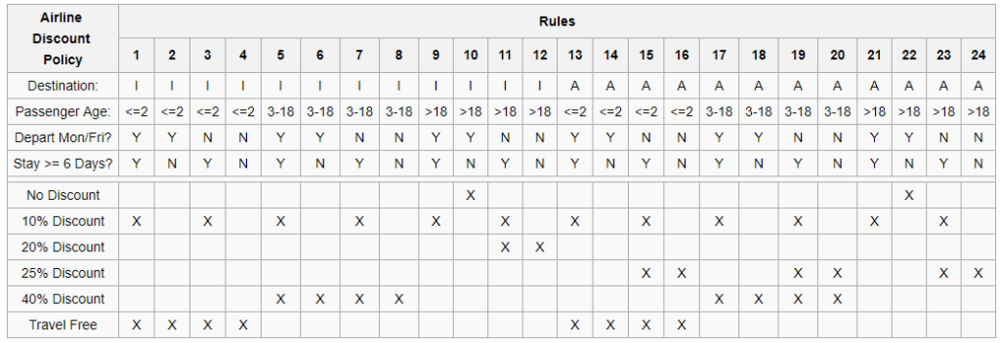 Airline Discount Policy Rules
1 2 3 4 5 6 7 8 9 10 11 12 13 14 15 16 17 18 19 20 21 22 23 24
Destination: I I I I I I I I I I I I A A A A A A A A A A A A
Passenger Age: <=2 <=2 <=2 <=2 3-18 3-18 3-18 3-18 >18 >18 >18 >18 <=2 <=2 <=2 <=2 3-18 3-18 3-18 3-18 >18 >18 >18 >18
Depart Mon/Fri? Y Y N N Y Y N N Y Y N N Y Y N N Y Y N N Y Y N N
Stay >= 6 Days? Y N Y N Y N Y N Y N Y N Y N Y N Y N Y N Y N Y N
No Discount X X
10% Discount X X X X X X X X X X X X
20% Discount X X
25% Discount X X X X X X
40% Discount X X X X X X X X
Travel Free X X X X X X X X